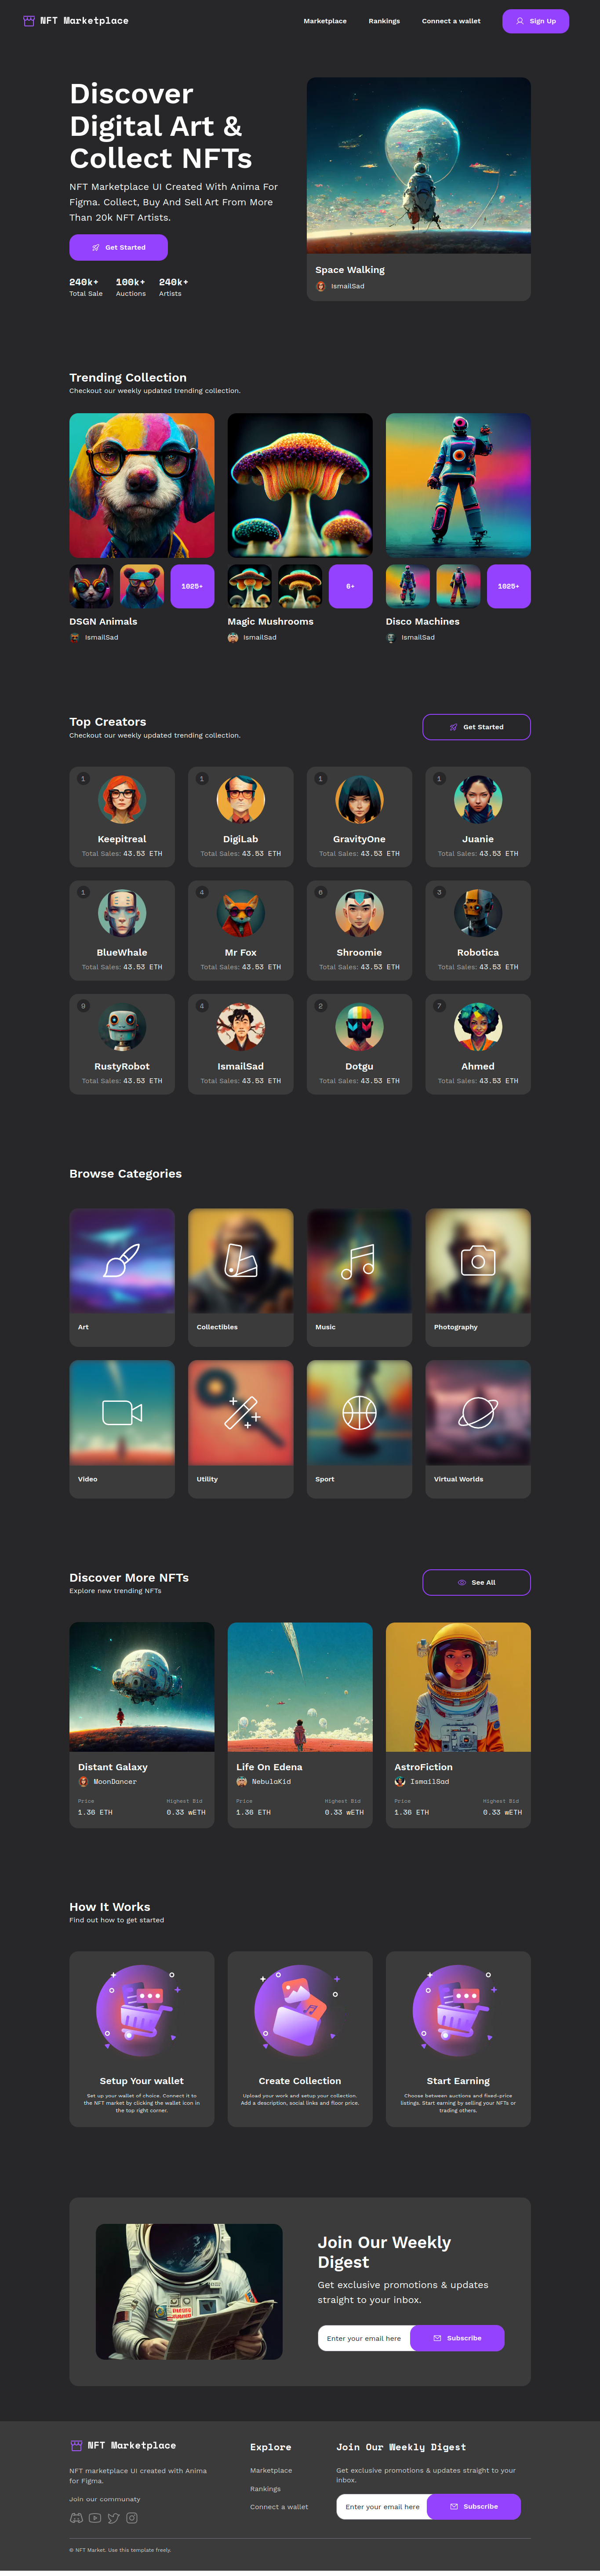 NFT Marketplace
Marketplace
Rankings
Connect a wallet
Sign Up
Discover
Digital Art &
Collect NFTs
NFT Marketplace UI Created With Anima For
Figma. Collect, Buy And Sell Art From More
Than 20k NFT Artists.
Get Started
240k+
100k+
240k+
Total Sale
Auctions
Artists
Space Walking
IsmailSad
Trending Collection
Checkout our weekly updated trending collection.
1025+
6+
1025+
DSGN Animals
Magic Mushrooms
Disco Machines
IsmailSad
IsmailSad
IsmailSad
Top Creators
Checkout our weekly updated trending collection.
Get Started
1
1
1
1
Keepitreal
DigiLab
GravityOne
Juanie
Total Sales: 43.53 ETH
Total Sales: 43.53 ETH
Total Sales: 43.53 ETH
Total Sales: 43.53 ETH
1
4
6
3
BlueWhale
Mr Fox
Shroomie
Robotica
Total Sales: 43.53 ETH
Total Sales: 43.53 ETH
Total Sales: 43.53 ETH
Total Sales: 43.53 ETH
9
4
2
7
RustyRobot
IsmailSad
Dotgu
Ahmed
Total Sales: 43.53 ETH
Total Sales: 43.53 ETH
Total Sales: 43.53 ETH
Total Sales: 43.53 ETH
Browse Categories
Art
Collectibles
Music
Photography
Video
Utility
Sport
Virtual Worlds
Discover More NFTs
Explore new trending NFTs
See All
Distant Galaxy
Life On Edena
AstroFiction
MoonDancer
NebulaKid
IsmailSad
Price
Highest Bid
Price
Highest Bid
Price
Highest Bid
1.36 ETH
0.33 wETH
1.36 ETH
0.33 wETH
1.36 ETH
0.33 wETH
How It Works
Find out how to get started
Setup Your wallet
Set up your wallet of choice. Connect it to
the NFT market by clicking the wallet icon in
the top right corner.
Create Collection
Upload your work and setup your collection.
Add a description, social links and floor price.
Start Earning
Choose between auctions and fixed-price
listings. Start earning by selling your NFTs or
trading others.
Join Our Weekly
Digest
Get exclusive promotions & updates
straight to your inbox.
Enter your email here
Subscribe
NFT Marketplace
NFT marketplace UI created with Anima
for Figma.
Join our communaty
Explore
Marketplace
Rankings
Connect a wallet
Join Our Weekly Digest
Get exclusive promotions & updates straight to your
inbox.
Enter your email here
Subscribe
© NFT Market. Use this template freely.